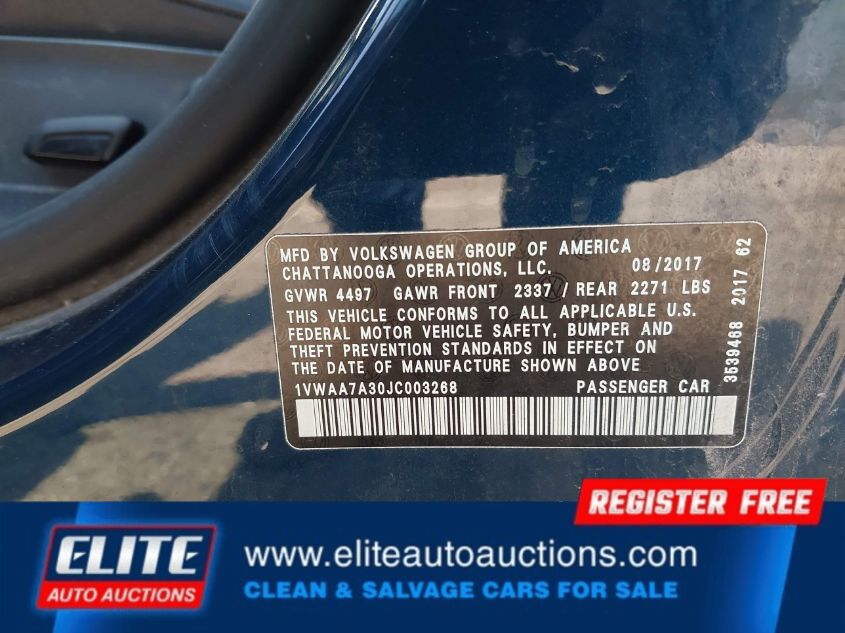 MFD BY VOLKSWAGEN GROUP OF AMERICA
CHATTANOOGA OPERATIONS, LLC. 08/2017
GVWR 4497 GAWR FRONT 2337 / REAR 2271 LBS
THIS VEHICLE CONFORMS TO ALL APPLICABLE U.S.
FEDERAL MOTOR VEHICLE SAFETY, BUMPER AND
THEFT PREVENTION STANDARDS IN EFFECT ON
THE DATE OF MANUFACTURE SHOWN ABOVE
1VWAA7A30JC003268 PASSENGER CAR
3539468 2017 62
REGISTER FREE
ELITE
AUTO AUCTIONS
www.eliteautoauctions.com
CLEAN & SALVAGE CARS FOR SALE